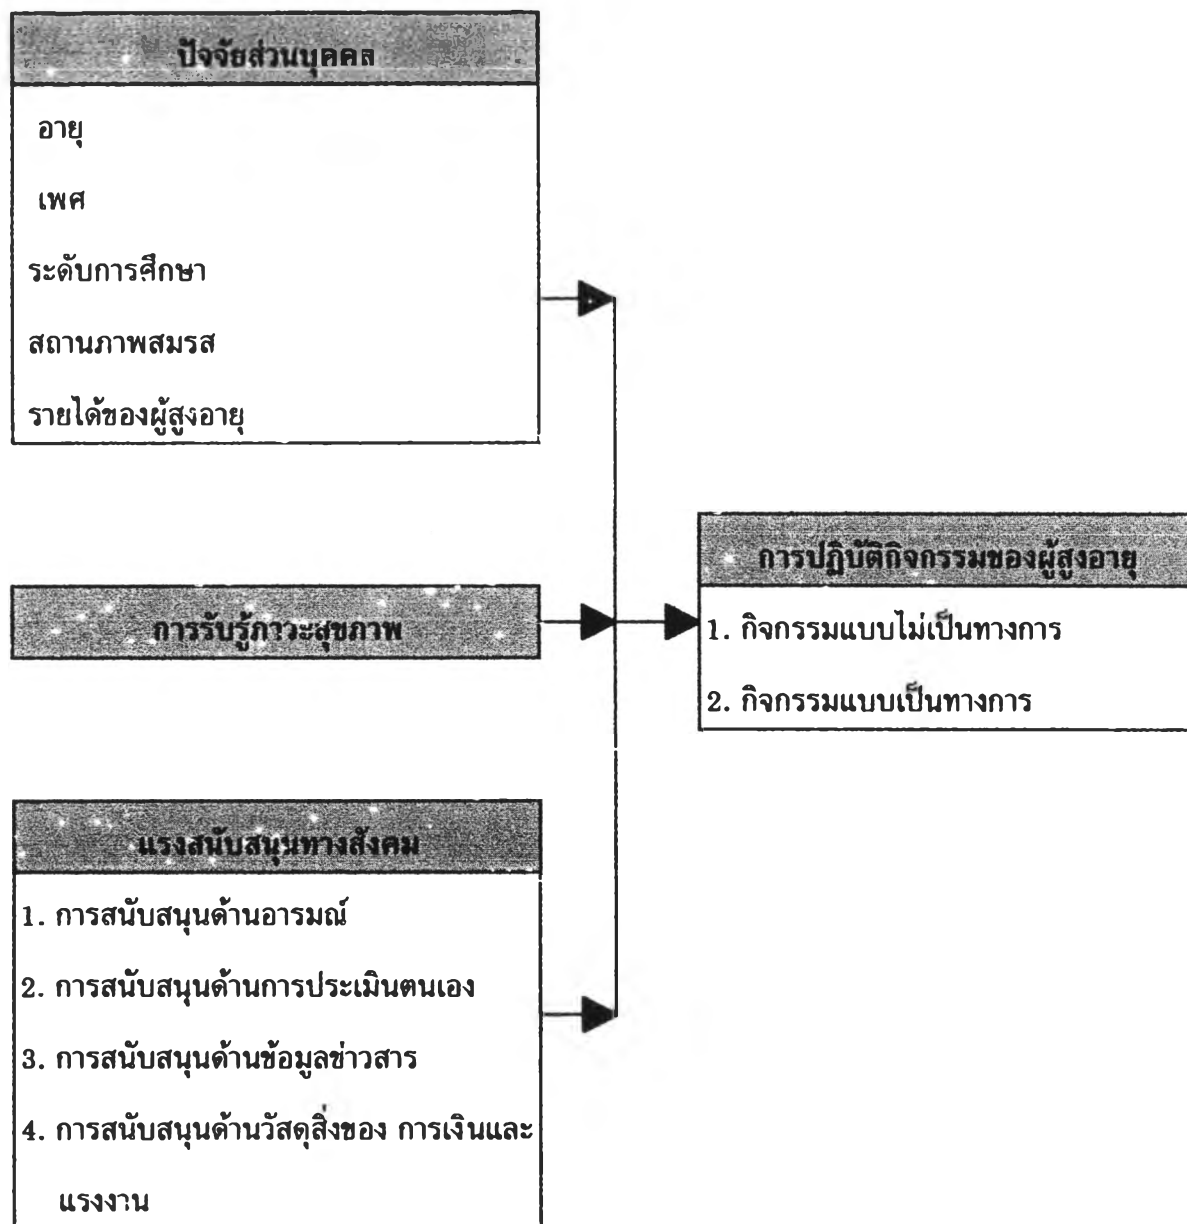 ปัจจัยส่วนบุคคล
อายุ
เพศ
ระดับการศึกษา
สถานภาพสมรส
รายได้ของผู้สูงอายุ
การรับรู้ภาวะสุขภาพ
การปฏิบัติกิจกรรมของผู้สูงอายุ
1. กิจกรรมแบบไม่เป็นทางการ
2. กิจกรรมแบบเป็นทางการ
แรงสนับสนุนทางสังคม
1. การสนับสนุนด้านอารมณ์
2. การสนับสนุนด้านการประเมินตนเอง
3. การสนับสนุนด้านข้อมูลข่าวสาร
4. การสนับสนุนด้านวัสดุสิ่งของ การเงินและ
แรงงาน